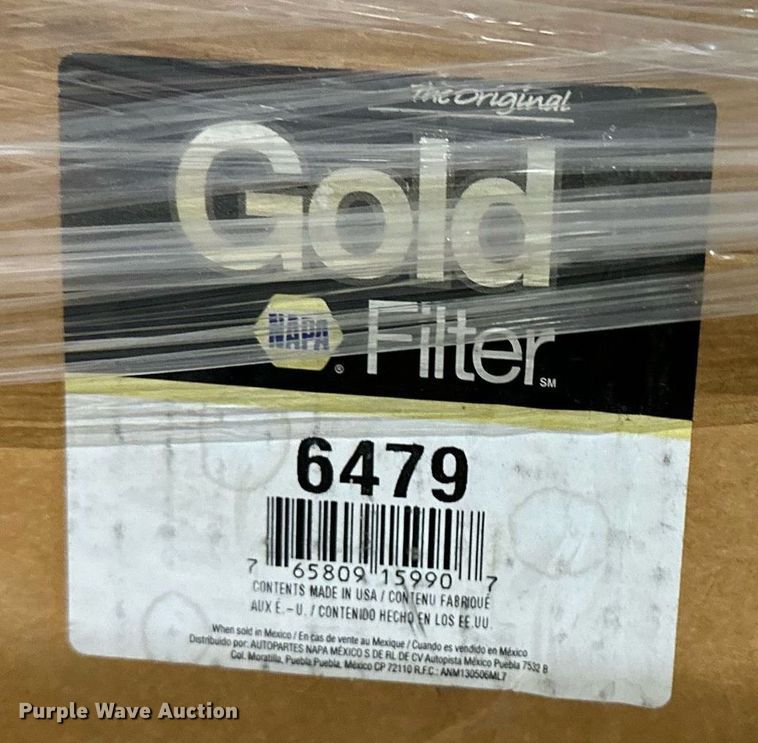 The Original
Gold
NAPA ® Filter SM
6479
7 65809 15990 7
CONTENTS MADE IN USA / CONTENU FABRIQUÉ
AUX É.-U. / CONTENIDO HECHO EN LOS EE.UU.
When sold in Mexico / En cas de vente au Mexique / Cuando es vendido en México
Distribuido por: AUTOPARTES NAPA MÉXICO S DE RL DE CV Autopista México Puebla 7532 B
Col. Moratilla, Puebla Puebla, México CP 72110 R.F.C.: ANM130506ML7
Purple Wave Auction